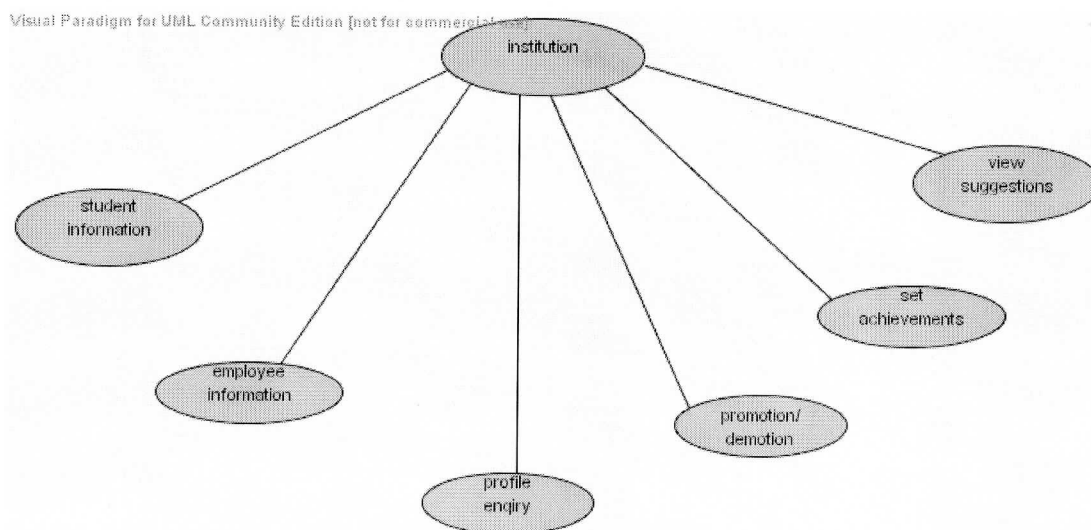 Visual Paradigm for UML Community Edition [not for commercial use]
institution
view
suggestions
student
information
set
achievements
employee
information
promotion/
demotion
profile
enqiry